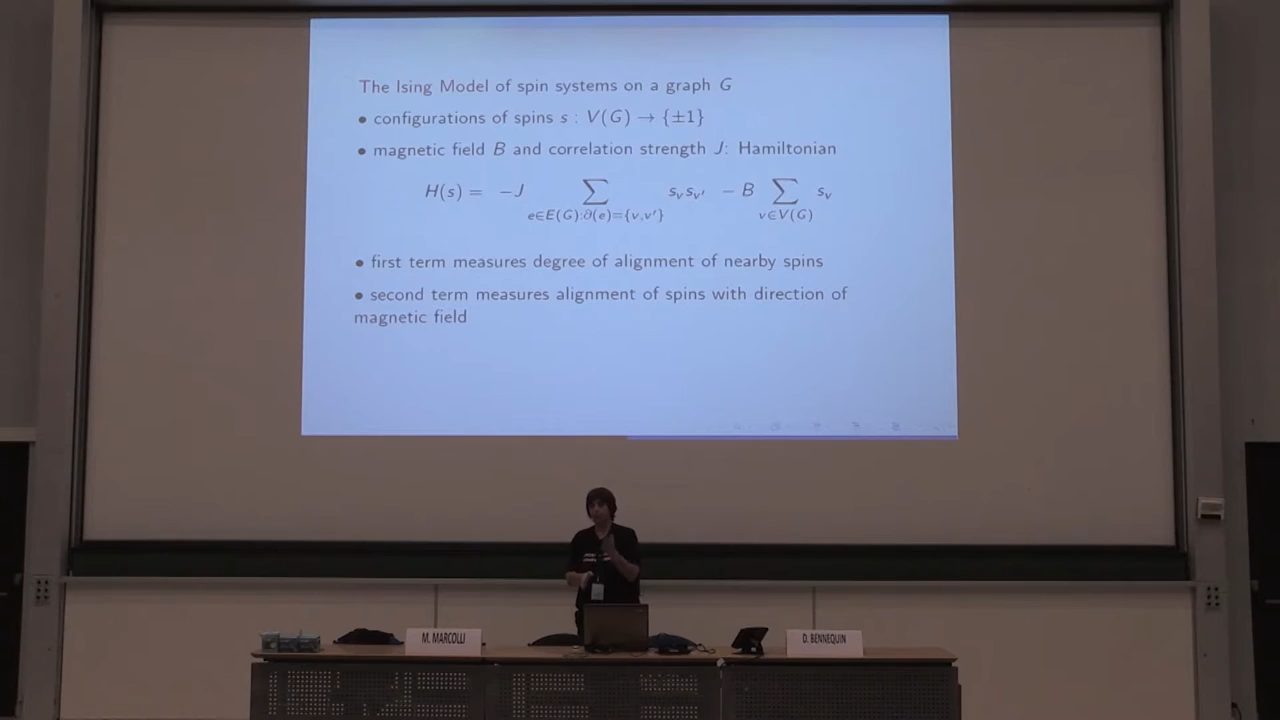 The Ising Model of spin systems on a graph G
• configurations of spins s : V(G) → {±1}
• magnetic field B and correlation strength J: Hamiltonian
H(s) = −J ∑ s_v s_{v'} − B ∑ s_v
e∈E(G):∂(e)={v,v'} v∈V(G)
• first term measures degree of alignment of nearby spins
• second term measures alignment of spins with direction of
magnetic field
M. MARCOLLI
D. BENNEQUIN